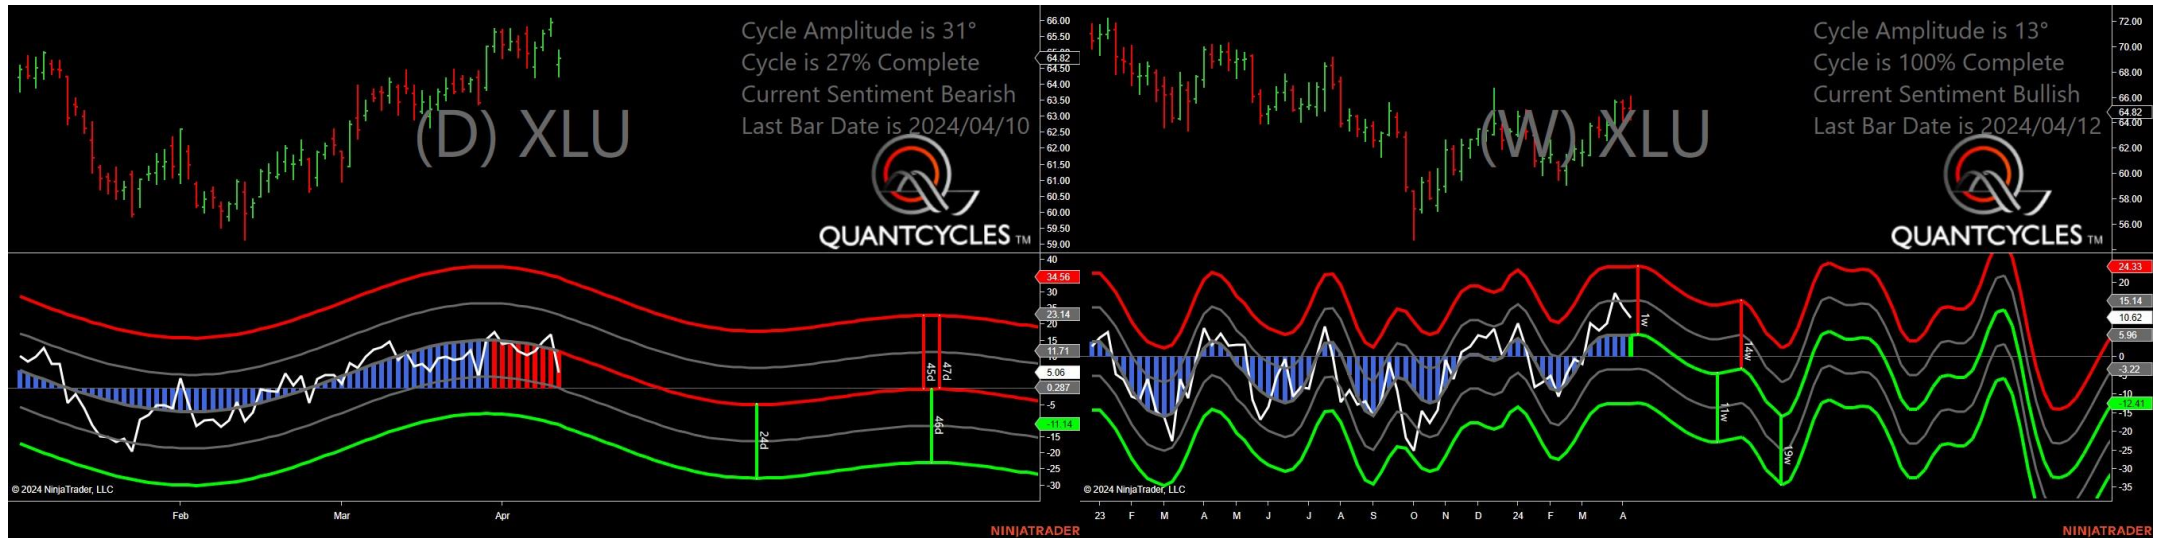 Cycle Amplitude is 31°
Cycle is 27% Complete
Current Sentiment Bearish
Last Bar Date is 2024/04/10
(D) XLU
QUANTCYCLES TM
66.00
65.50
64.82
64.50
64.00
63.50
63.00
62.50
62.00
61.50
61.00
60.50
60.00
59.50
59.00
40
34.56
30
23.14
20
15
11.71
5.06
0.287
-5
-11.14
-15
-20
-25
-30
24d
45d
47d
46d
© 2024 NinjaTrader, LLC
Feb Mar Apr
NINJATRADER
Cycle Amplitude is 13°
Cycle is 100% Complete
Current Sentiment Bullish
Last Bar Date is 2024/04/12
(W) XLU
QUANTCYCLES TM
72.00
70.00
68.00
66.00
64.82
64.00
62.00
60.00
58.00
56.00
24.33
20
15.14
10.62
5.96
0
-3.22
-10
-12.41
-15
-20
-25
-30
-35
1w
14w
11w
19w
© 2024 NinjaTrader, LLC
23 F M A M J J A S O N D 24 F M A
NINJATRADER